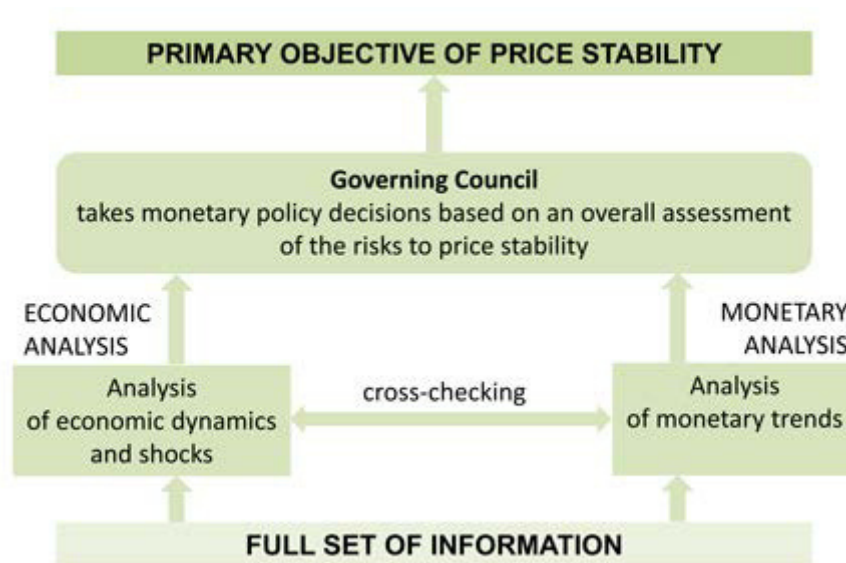 PRIMARY OBJECTIVE OF PRICE STABILITY
Governing Council
takes monetary policy decisions based on an overall assessment
of the risks to price stability
ECONOMIC
ANALYSIS
MONETARY
ANALYSIS
Analysis
of economic dynamics
and shocks
cross-checking
Analysis
of monetary trends
FULL SET OF INFORMATION